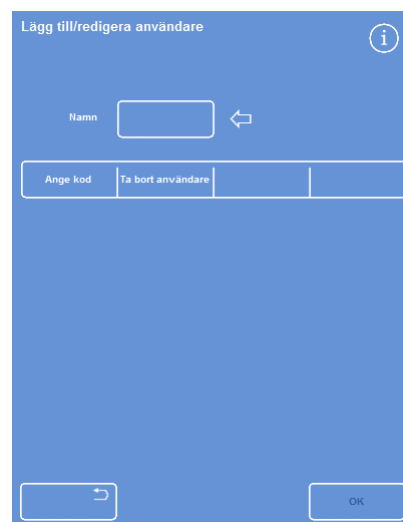 Lägg till/redigera användare
i
Namn
Ange kod Ta bort användare
OK